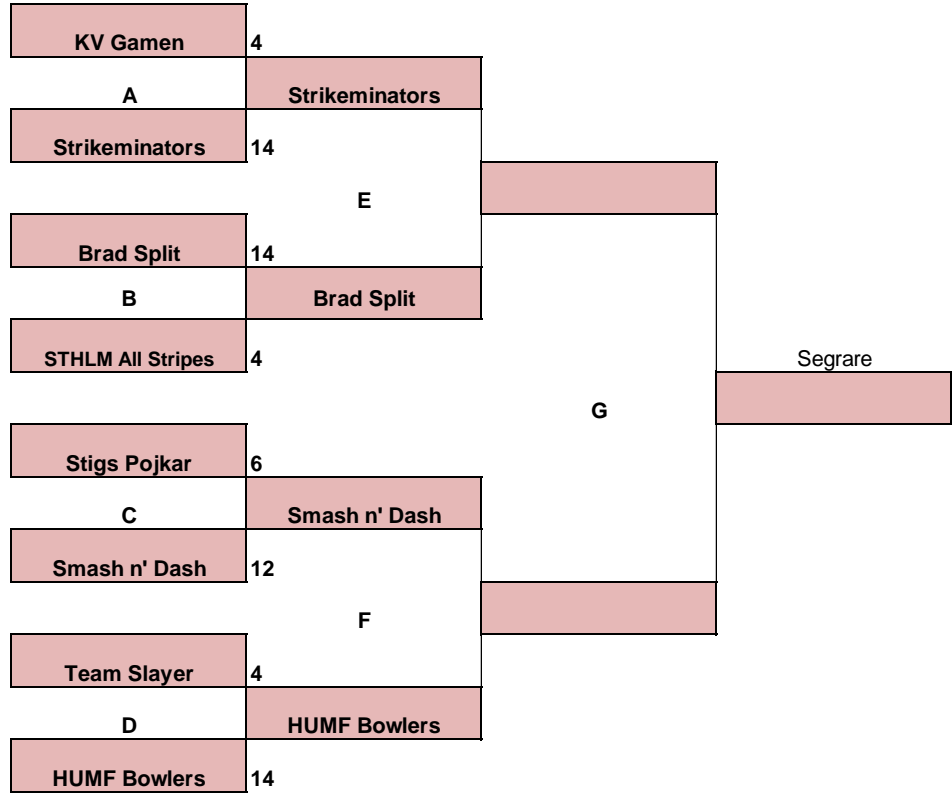 KV Gamen 4
A Strikeminators
Strikeminators 14
E
Brad Split 14
B Brad Split
STHLM All Stripes 4 Segrare
G
Stigs Pojkar 6
C Smash n' Dash
Smash n' Dash 12
F
Team Slayer 4
D HUMF Bowlers
HUMF Bowlers 14